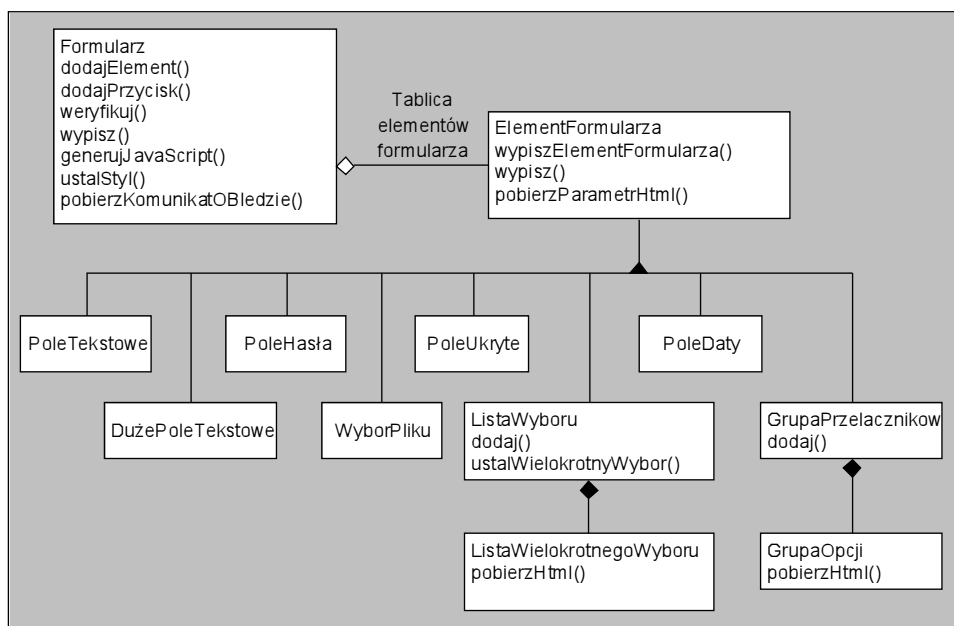 Formularz
dodajElement()
dodajPrzycisk()
weryfikuj()
wypisz()
generujJavaScript()
ustalStyl()
pobierzKomunikatOBledzie()
Tablica
elementów
formularza
ElementFormularza
wypiszElementFormularza()
wypisz()
pobierzParametrHtml()
PoleTekstowe
PoleHasła
PoleUkryte
PoleDaty
DużePoleTekstowe
WyborPliku
ListaWyboru
dodaj()
ustalWielokrotnyWybor()
GrupaPrzelacznikow
dodaj()
ListaWielokrotnegoWyboru
pobierzHtml()
GrupaOpcji
pobierzHtml()